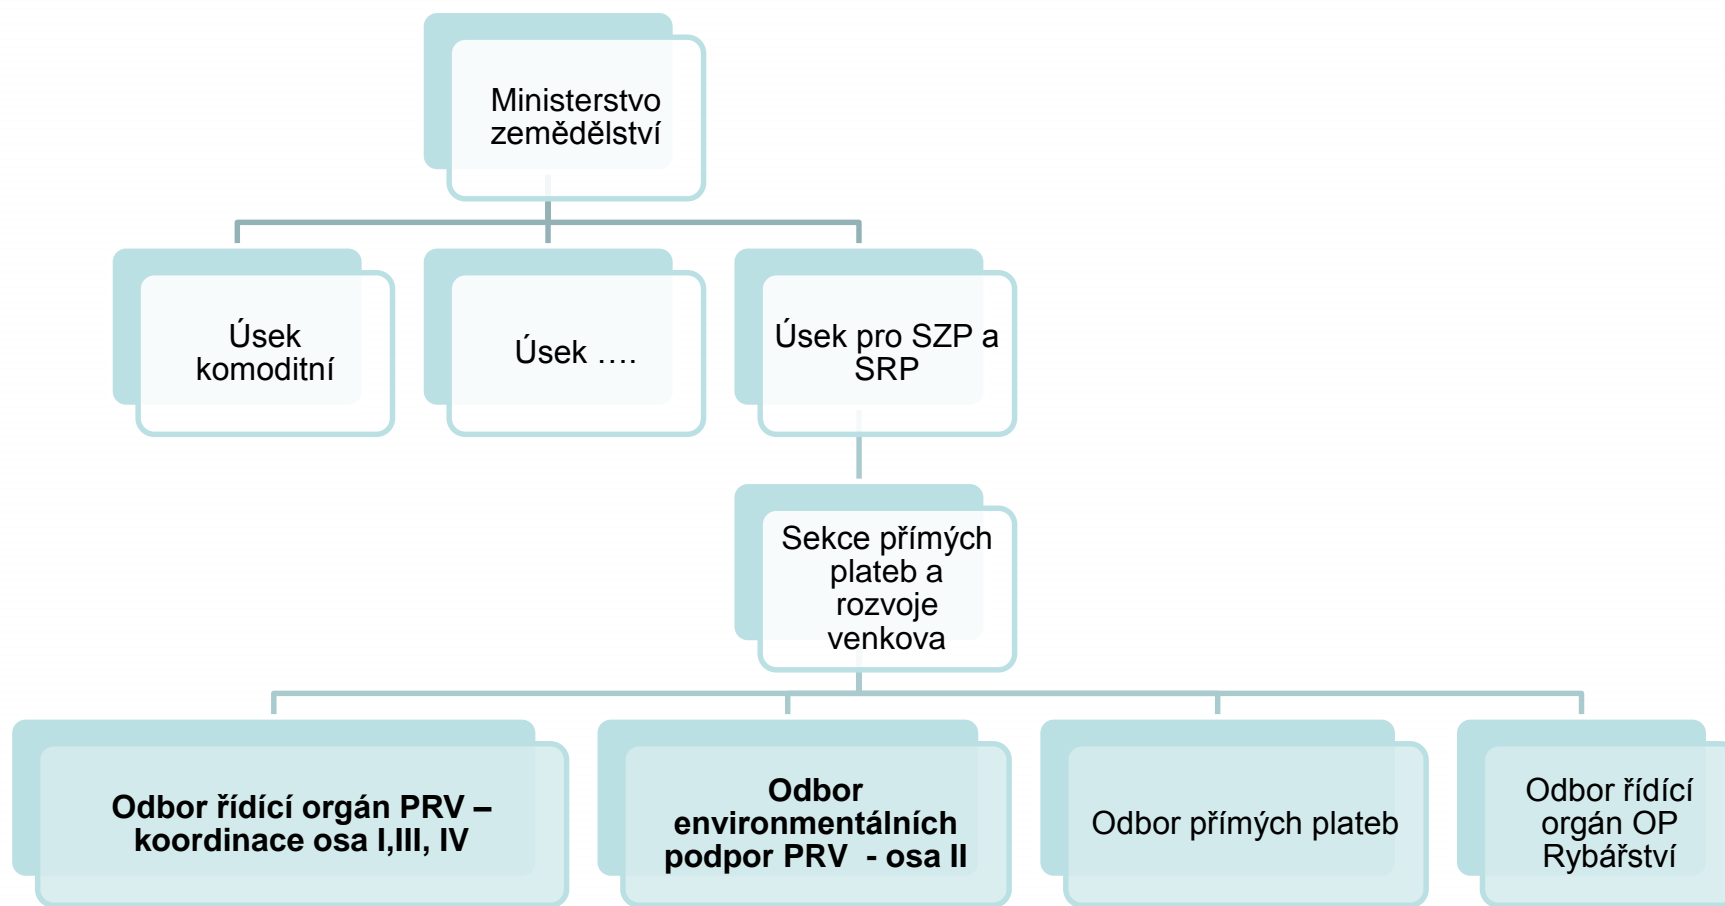 Ministerstvo
zemědělství
Úsek
komoditní
Úsek ….
Úsek pro SZP a
SRP
Sekce přímých
plateb a
rozvoje
venkova
Odbor řídící orgán PRV –
koordinace osa I,III, IV
Odbor
environmentálních
podpor PRV  - osa II
Odbor přímých plateb
Odbor řídící
orgán OP
Rybářství